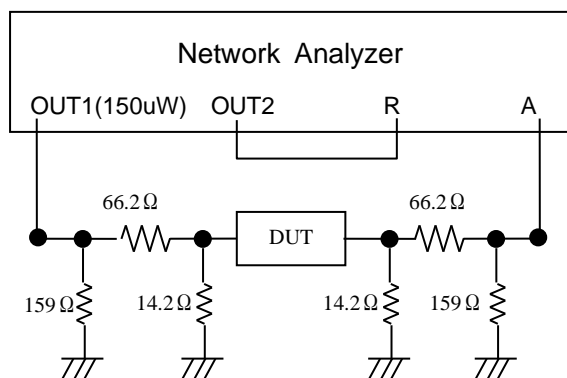 Network Analyzer
OUT1(150uW) OUT2 R A
66.2Ω 66.2Ω
DUT
159Ω 14.2Ω 14.2Ω 159Ω